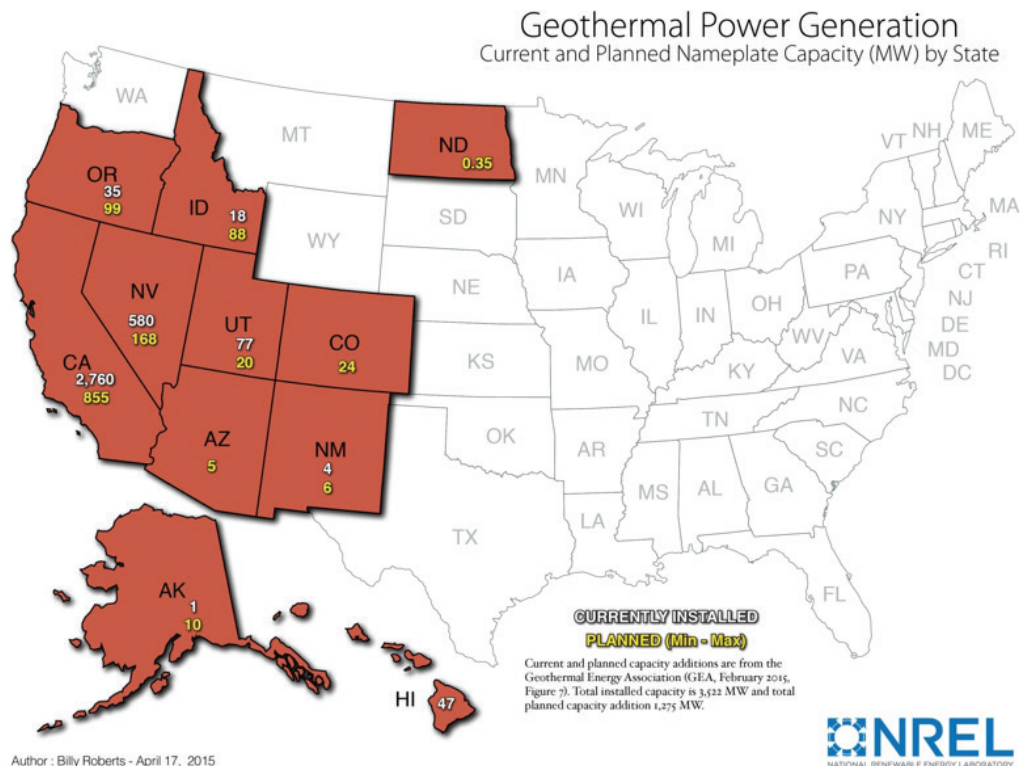 Geothermal Power Generation
Current and Planned Nameplate Capacity (MW) by State
WA
MT
ND
0.35
MN
VT
NH
ME
OR
35
99
ID
18
88
WY
SD
WI
MI
NY
MA
RI
CT
NJ
DE
MD
DC
NV
580
168
UT
77
20
CO
24
NE
IA
IL
IN
OH
PA
WV
VA
CA
2,760
855
KS
MO
KY
AZ
5
NM
4
6
OK
AR
TN
NC
SC
TX
LA
MS
AL
GA
FL
AK
1
10
HI
47
CURRENTLY INSTALLED
PLANNED (Min - Max)
Current and planned capacity additions are from the
Geothermal Energy Association (GEA, February 2015,
Figure 7). Total installed capacity is 3,522 MW and total
planned capacity addition 1,275 MW.
Author : Billy Roberts - April 17, 2015
NREL
NATIONAL RENEWABLE ENERGY LABORATORY